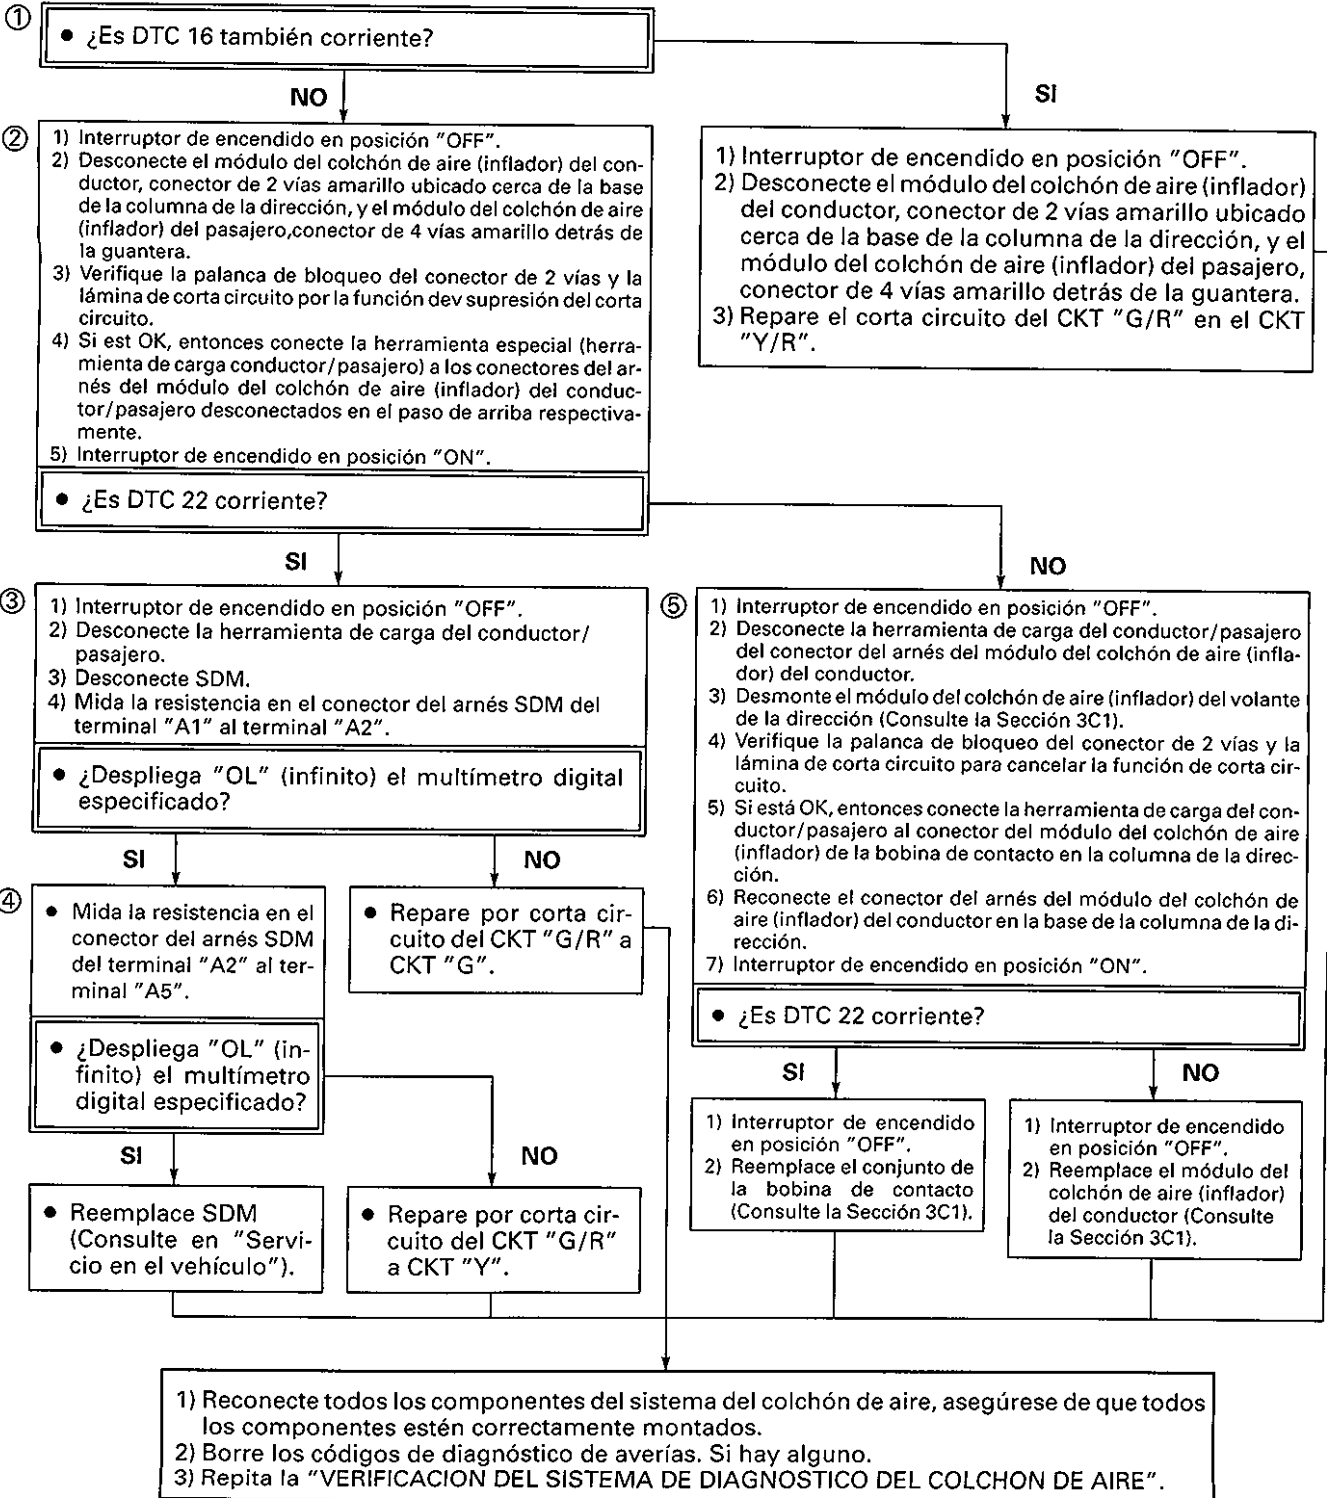 ①
● ¿Es DTC 16 también corriente?
NO
SI
②
1) Interruptor de encendido en posición "OFF".
2) Desconecte el módulo del colchón de aire (inflador) del con-
ductor, conector de 2 vías amarillo ubicado cerca de la base
de la columna de la dirección, y el módulo del colchón de aire
(inflador) del pasajero,conector de 4 vías amarillo detrás de
la guantera.
3) Verifique la palanca de bloqueo del conector de 2 vías y la
lámina de corta circuito por la función dev supresión del corta
circuito.
4) Si est OK, entonces conecte la herramienta especial (herra-
mienta de carga conductor/pasajero) a los conectores del ar-
nés del módulo del colchón de aire (inflador) del conduc-
tor/pasajero desconectados en el paso de arriba respectiva-
mente.
5) Interruptor de encendido en posición "ON".
● ¿Es DTC 22 corriente?
1) Interruptor de encendido en posición "OFF".
2) Desconecte el módulo del colchón de aire (inflador)
del conductor, conector de 2 vías amarillo ubicado
cerca de la base de la columna de la dirección, y el
módulo del colchón de aire (inflador) del pasajero,
conector de 4 vías amarillo detrás de la guantera.
3) Repare el corta circuito del CKT "G/R" en el CKT
"Y/R".
SI
NO
③
1) Interruptor de encendido en posición "OFF".
2) Desconecte la herramienta de carga del conductor/
pasajero.
3) Desconecte SDM.
4) Mida la resistencia en el conector del arnés SDM del
terminal "A1" al terminal "A2".
● ¿Despliega "OL" (infinito) el multímetro digital
especificado?
SI
NO
④
● Mida la resistencia en el
conector del arnés SDM
del terminal "A2" al ter-
minal "A5".
● ¿Despliega "OL" (in-
finito) el multímetro
digital especificado?
● Repare por corta cir-
cuito del CKT "G/R" a
CKT "G".
SI
NO
● Reemplace SDM
(Consulte en "Servi-
cio en el vehículo").
● Repare por corta cir-
cuito del CKT "G/R"
a CKT "Y".
⑤
1) Interruptor de encendido en posición "OFF".
2) Desconecte la herramienta de carga del conductor/pasajero
del conector del arnés del módulo del colchón de aire (infla-
dor) del conductor.
3) Desmonte el módulo del colchón de aire (inflador) del volante
de la dirección (Consulte la Sección 3C1).
4) Verifique la palanca de bloqueo del conector de 2 vías y la
lámina de corta circuito para cancelar la función de corta cir-
cuito.
5) Si está OK, entonces conecte la herramienta de carga del con-
ductor/pasajero al conector del módulo del colchón de aire
(inflador) de la bobina de contacto en la columna de la direc-
ción.
6) Reconecte el conector del arnés del módulo del colchón de
aire (inflador) del conductor en la base de la columna de la di-
rección.
7) Interruptor de encendido en posición "ON".
● ¿Es DTC 22 corriente?
SI
NO
1) Interruptor de encendido
en posición "OFF".
2) Reemplace el conjunto de
la bobina de contacto
(Consulte la Sección 3C1).
1) Interruptor de encendido
en posición "OFF".
2) Reemplace el módulo del
colchón de aire (inflador)
del conductor (Consulte
la Sección 3C1).
1) Reconecte todos los componentes del sistema del colchón de aire, asegúrese de que todos
los componentes estén correctamente montados.
2) Borre los códigos de diagnóstico de averías. Si hay alguno.
3) Repita la "VERIFICACION DEL SISTEMA DE DIAGNOSTICO DEL COLCHON DE AIRE".